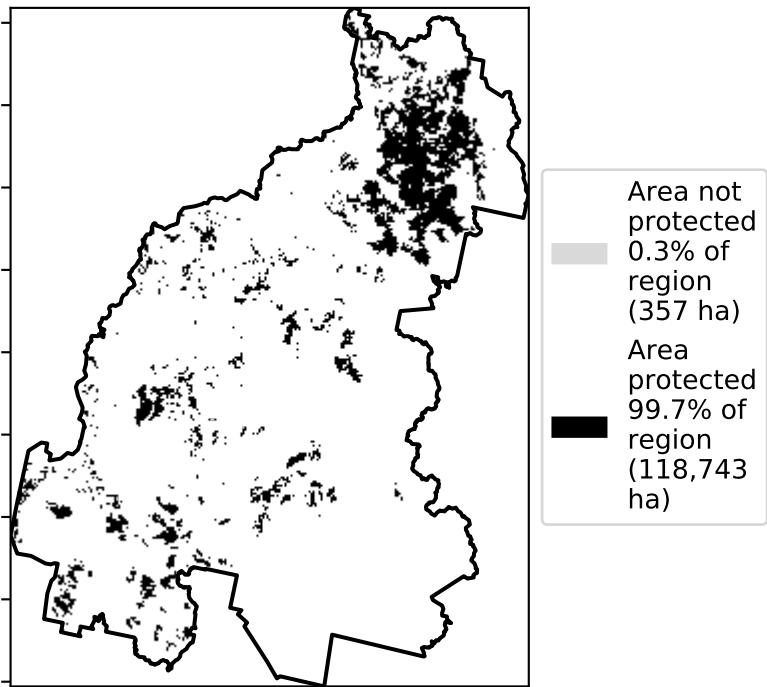 Area not
protected
0.3% of
region
(357 ha)
Area
protected
99.7% of
region
(118,743
ha)